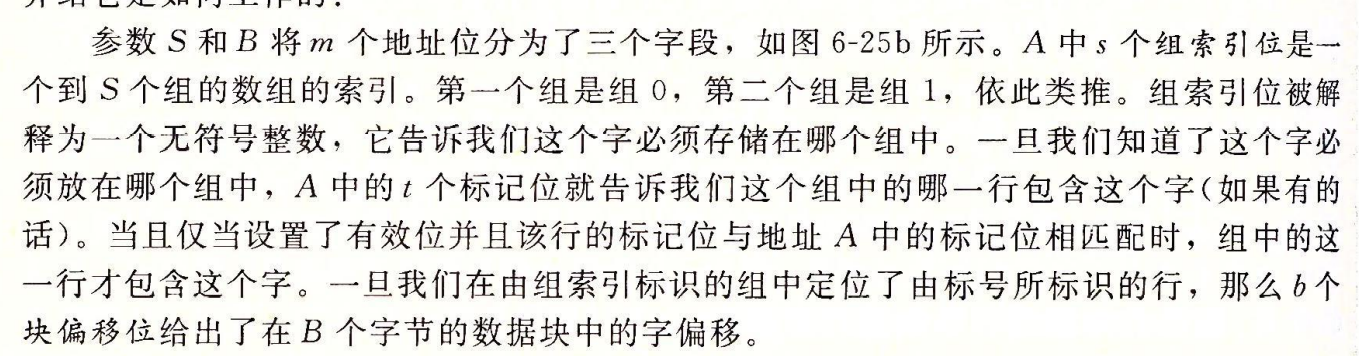 参数 S 和 B 将 m 个地址位分为了三个字段，如图 6-25b 所示。A 中 s 个组索引位是一
个到 S 个组的数组的索引。第一个组是组 0，第二个组是组 1，依此类推。组索引位被解
释为一个无符号整数，它告诉我们这个字必须存储在哪个组中。一旦我们知道了这个字必
须放在哪个组中，A 中的 t 个标记位就告诉我们这个组中的哪一行包含这个字(如果有的
话)。当且仅当设置了有效位并且该行的标记位与地址 A 中的标记位相匹配时，组中的这
一行才包含这个字。一旦我们在由组索引标识的组中定位了由标号所标识的行，那么 b 个
块偏移位给出了在 B 个字节的数据块中的字偏移。